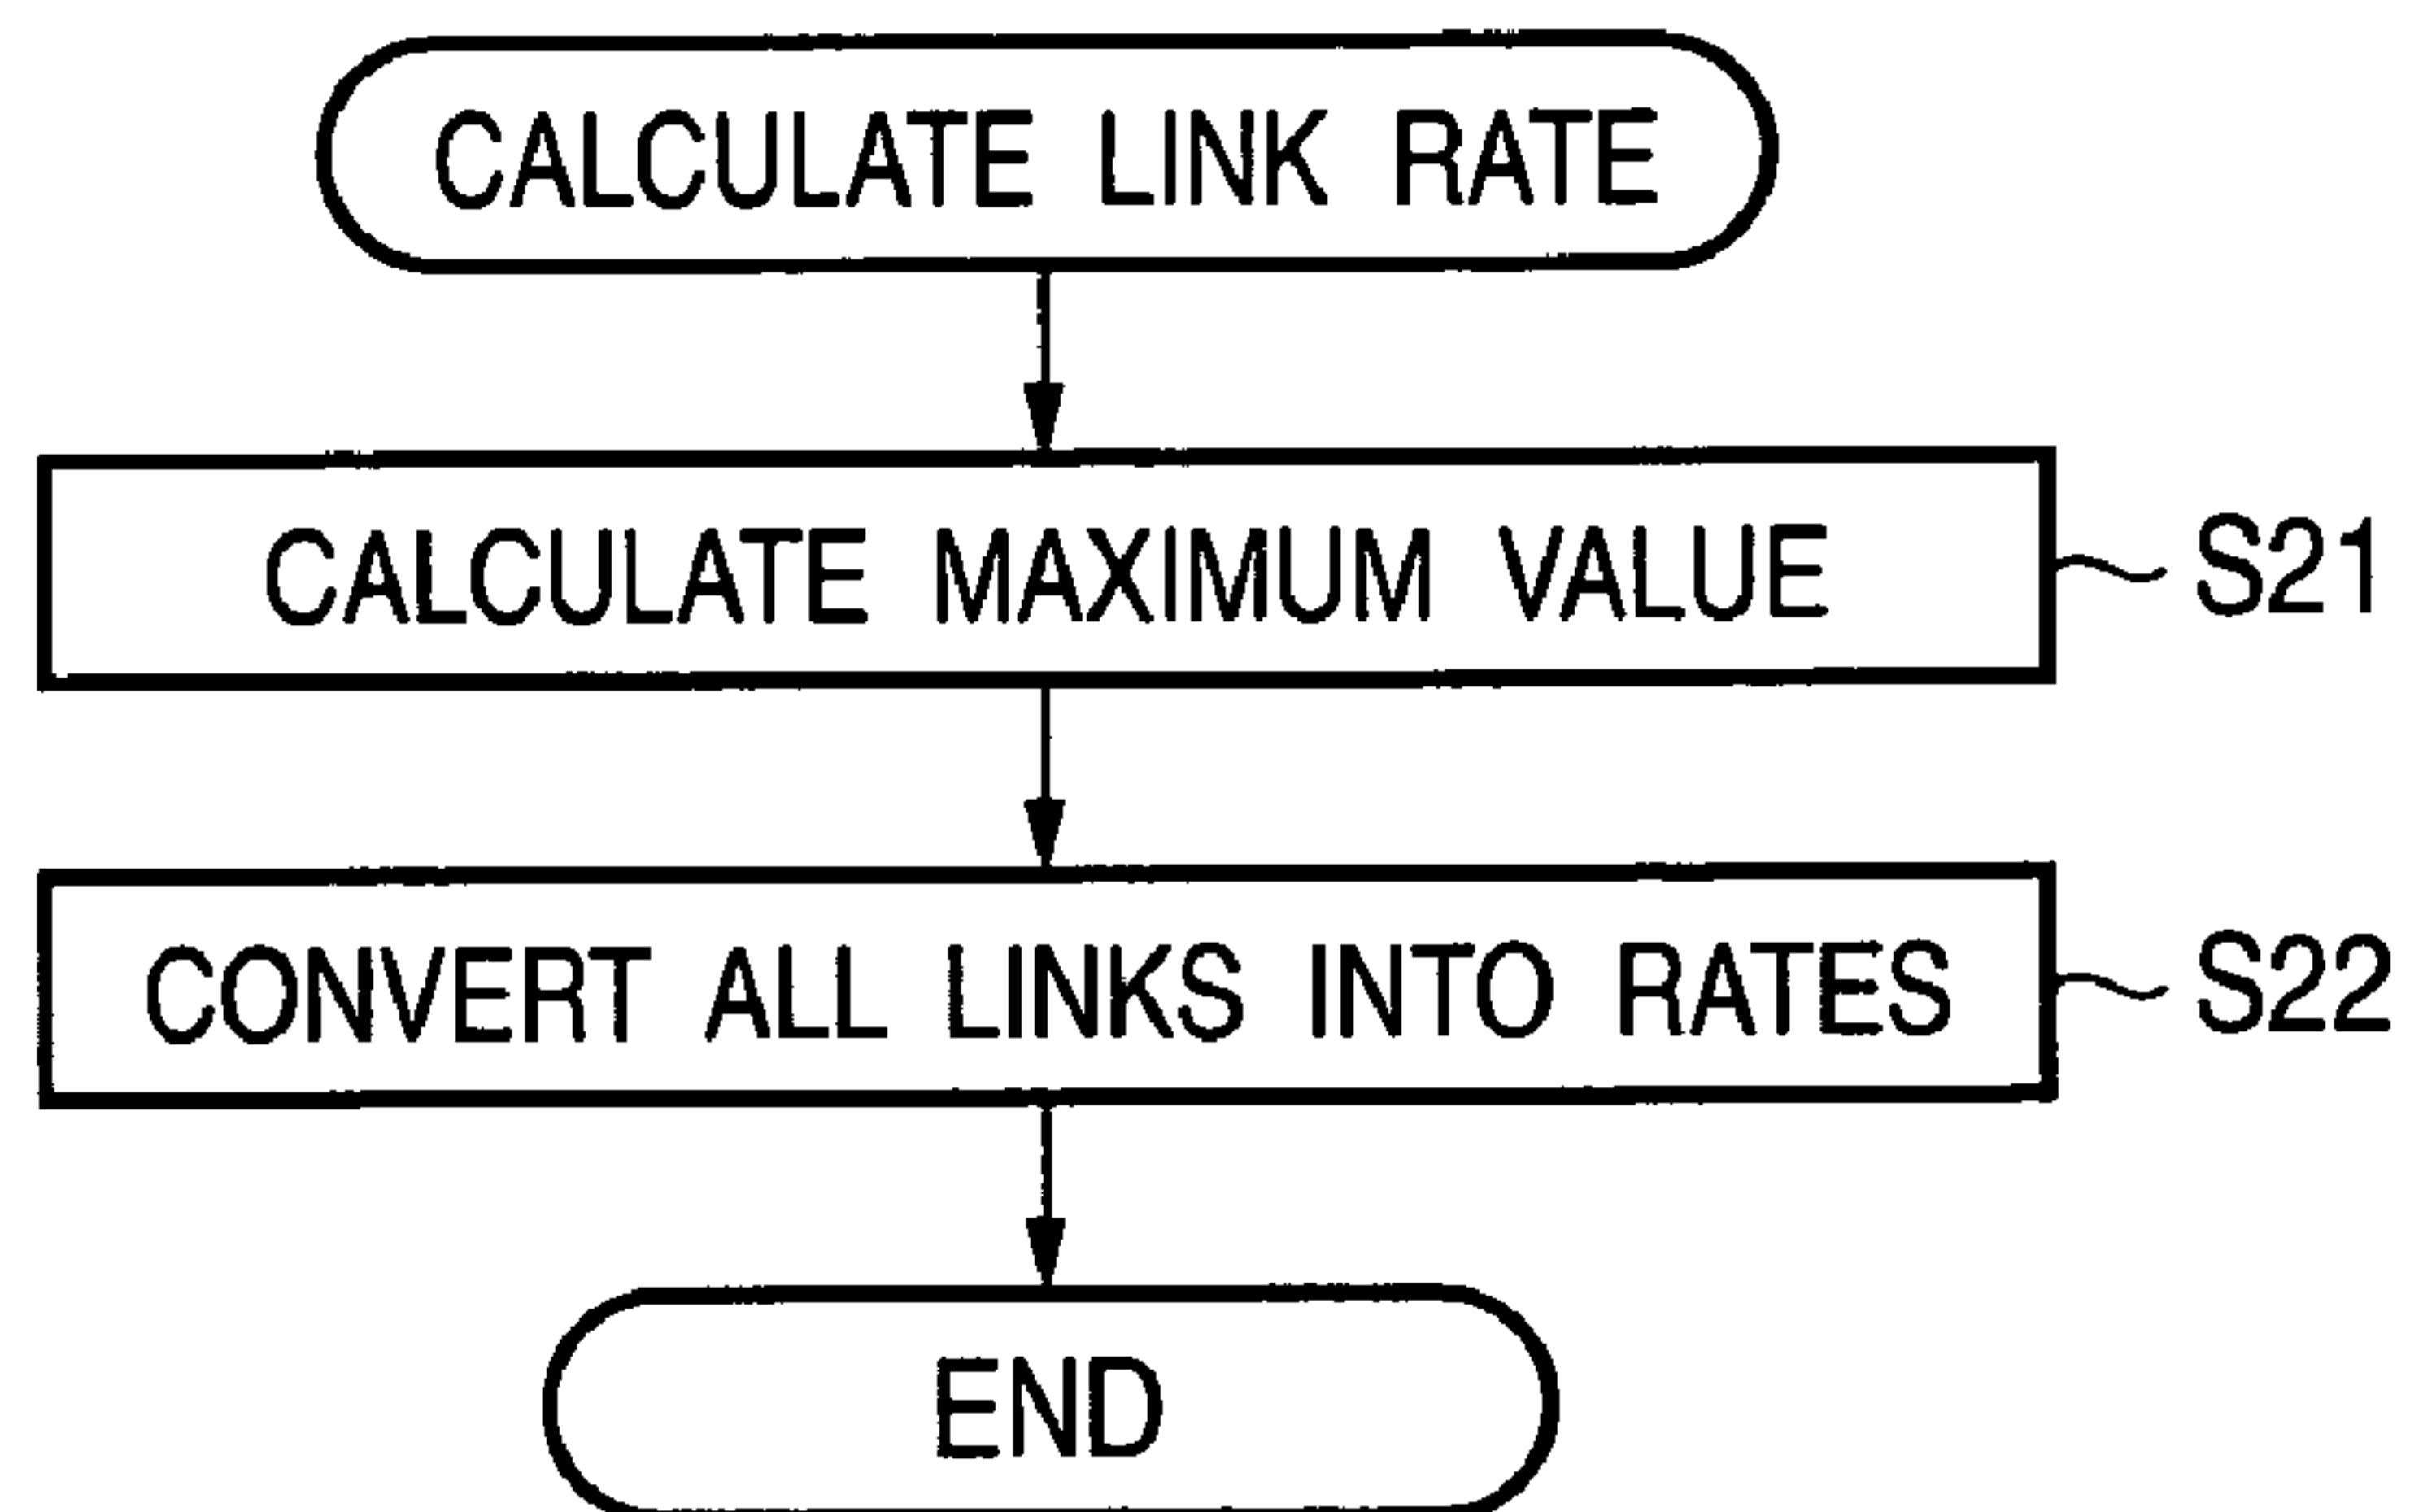 CALCULATE LINK RATE
CALCULATE MAXIMUM VALUE S21
CONVERT ALL LINKS INTO RATES S22
END